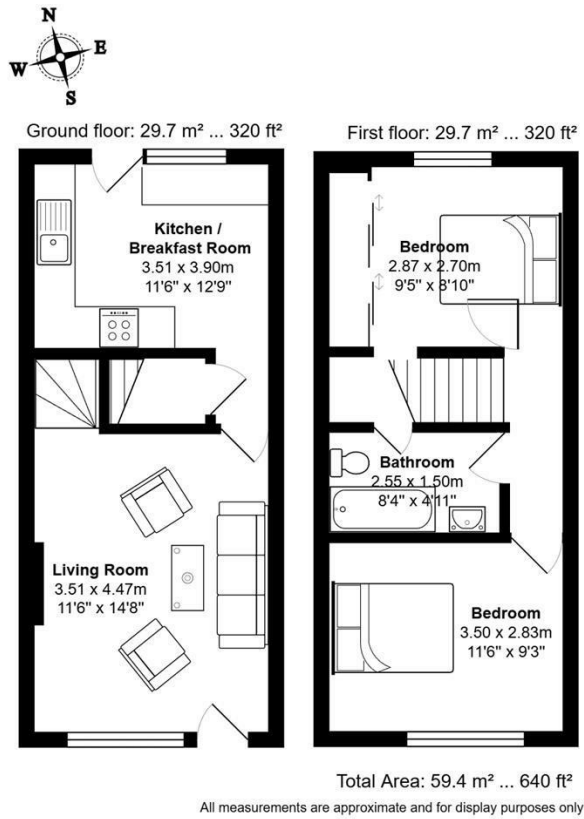 N
W E
S
Ground floor: 29.7 m² ... 320 ft²
First floor: 29.7 m² ... 320 ft²
Kitchen /
Breakfast Room
3.51 x 3.90m
11'6" x 12'9"
Bedroom
2.87 x 2.70m
9'5" x 8'10"
Bathroom
2.55 x 1.50m
8'4" x 4'11"
Living Room
3.51 x 4.47m
11'6" x 14'8"
Bedroom
3.50 x 2.83m
11'6" x 9'3"
Total Area: 59.4 m² ... 640 ft²
All measurements are approximate and for display purposes only